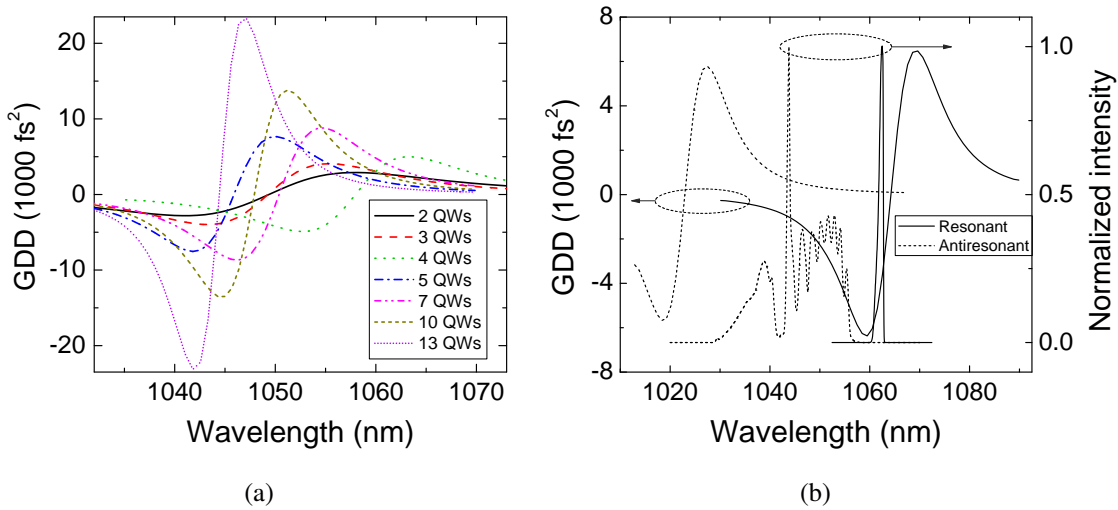 20
10
0
-10
-20
GDD (1000 fs²)
1040 1050 1060 1070
Wavelength (nm)
2 QWs
3 QWs
4 QWs
5 QWs
7 QWs
10 QWs
13 QWs
(a)
8
4
0
-4
-8
GDD (1000 fs²)
1020 1040 1060 1080
Wavelength (nm)
1.0
0.5
0.0
Normalized intensity
Resonant
Antiresonant
(b)